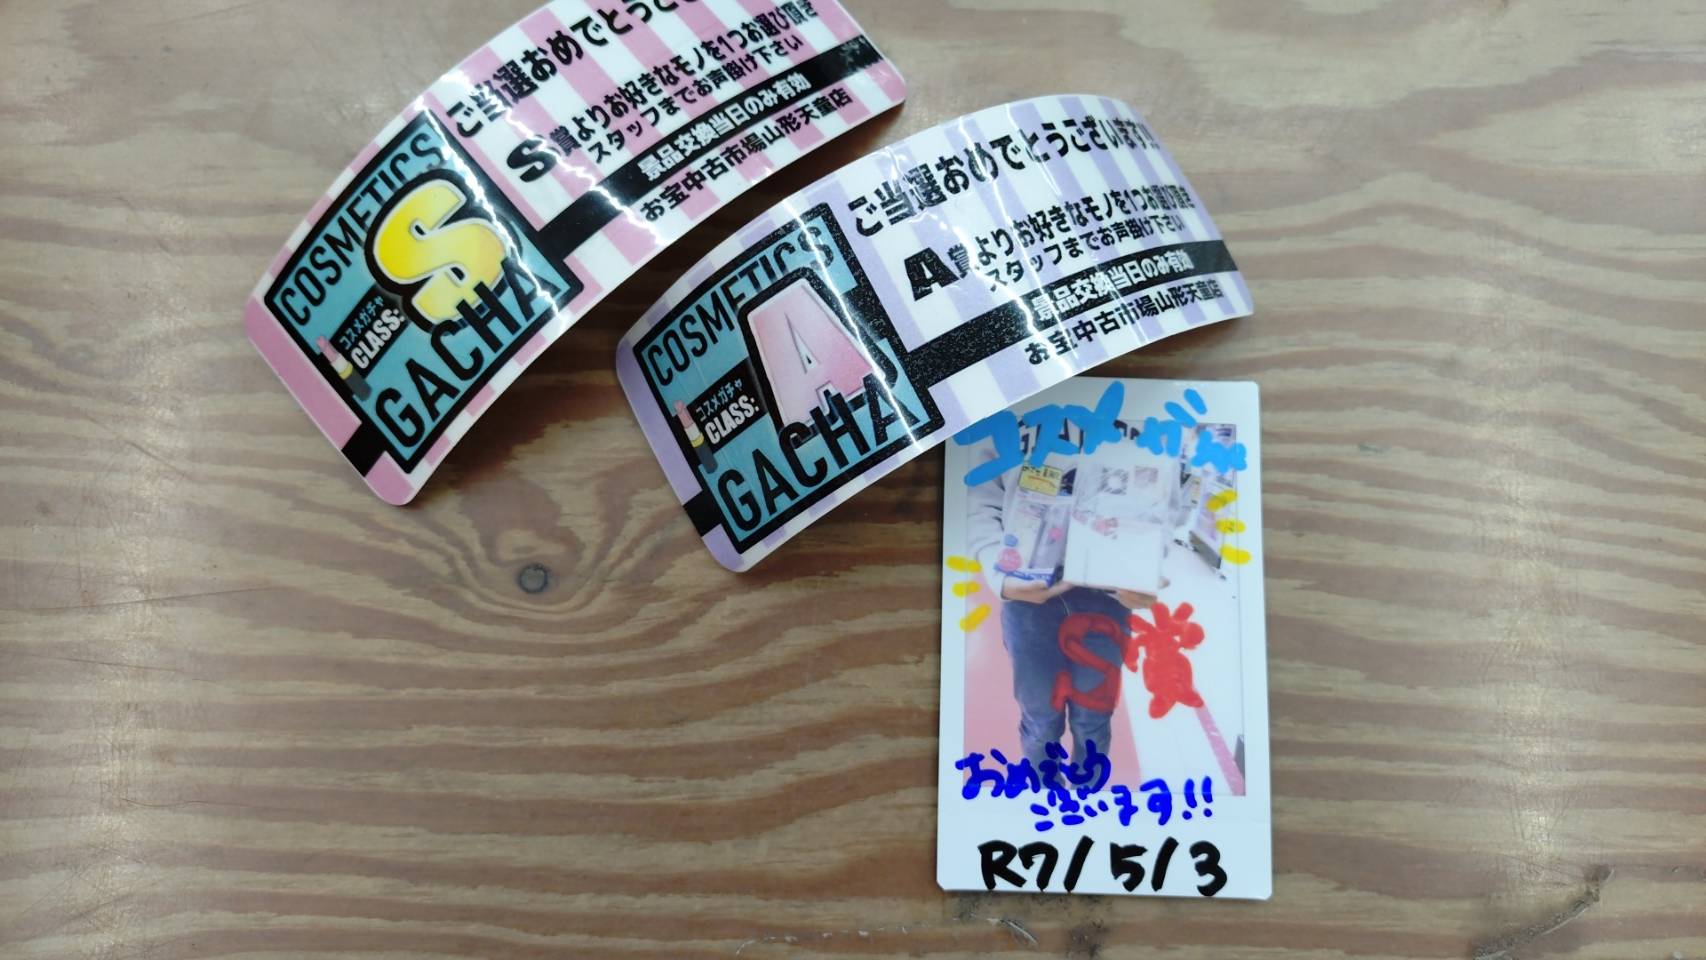 ご当選おめでとうござ
S賞よりお好きなモノを1つお選び頂き
スタッフまでお声掛け下さい
景品交換当日のみ有効
お宝中古市場山形天童店
COSMETICS
S
コスメガチャ
CLASS:
GACHA
ご当選おめでとうございます!!
A賞よりお好きなモノを1つお選び頂き
スタッフまでお声掛け下さい
景品交換当日のみ有効
お宝中古市場山形天童店
COSMETICS
A
コスメガチャ
CLASS:
GACHA
コスメガチャ
S賞
おめでとう
ございます!!
R7/5/3